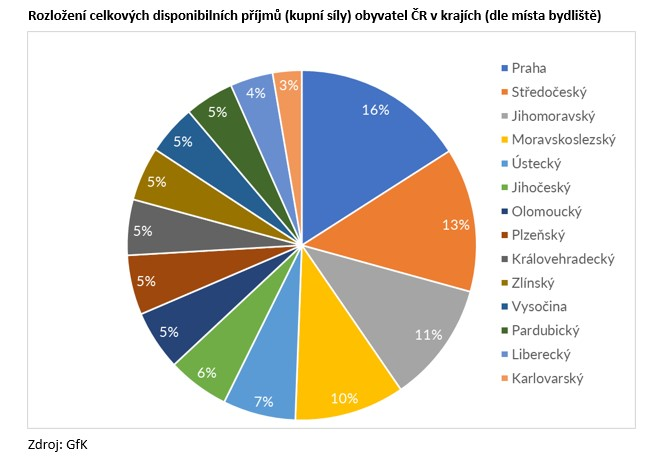 Rozložení celkových disponibilních příjmů (kupní síly) obyvatel ČR v krajích (dle místa bydliště)
16%
13%
11%
10%
7%
6%
5%
5%
5%
5%
5%
5%
4%
3%
Praha
Středočeský
Jihomoravský
Moravskoslezský
Ústecký
Jihočeský
Olomoucký
Plzeňský
Královehradecký
Zlínský
Vysočina
Pardubický
Liberecký
Karlovarský
Zdroj: GfK